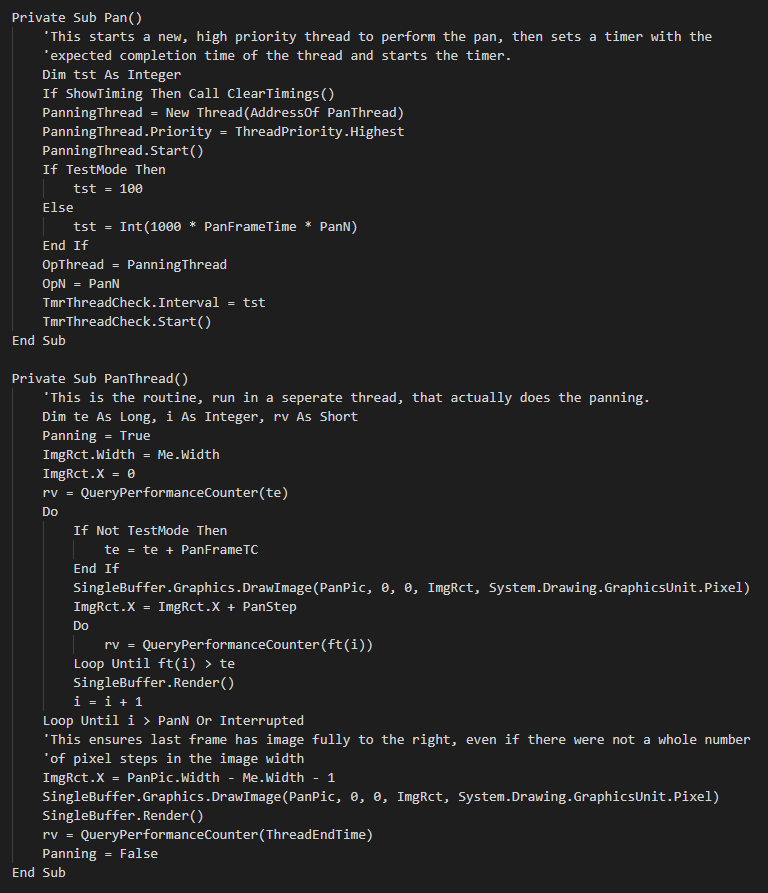 Private Sub Pan()
    'This starts a new, high priority thread to perform the pan, then sets a timer with the
    'expected completion time of the thread and starts the timer.
    Dim tst As Integer
    If ShowTiming Then Call ClearTimings()
    PanningThread = New Thread(AddressOf PanThread)
    PanningThread.Priority = ThreadPriority.Highest
    PanningThread.Start()
    If TestMode Then
        tst = 100
    Else
        tst = Int(1000 * PanFrameTime * PanN)
    End If
    OpThread = PanningThread
    OpN = PanN
    TmrThreadCheck.Interval = tst
    TmrThreadCheck.Start()
End Sub

Private Sub PanThread()
    'This is the routine, run in a seperate thread, that actually does the panning.
    Dim te As Long, i As Integer, rv As Short
    Panning = True
    ImgRct.Width = Me.Width
    ImgRct.X = 0
    rv = QueryPerformanceCounter(te)
    Do
        If Not TestMode Then
            te = te + PanFrameTC
        End If
        SingleBuffer.Graphics.DrawImage(PanPic, 0, 0, ImgRct, System.Drawing.GraphicsUnit.Pixel)
        ImgRct.X = ImgRct.X + PanStep
        Do
            rv = QueryPerformanceCounter(ft(i))
        Loop Until ft(i) > te
        SingleBuffer.Render()
        i = i + 1
    Loop Until i > PanN Or Interrupted
    'This ensures last frame has image fully to the right, even if there were not a whole number
    'of pixel steps in the image width
    ImgRct.X = PanPic.Width - Me.Width - 1
    SingleBuffer.Graphics.DrawImage(PanPic, 0, 0, ImgRct, System.Drawing.GraphicsUnit.Pixel)
    SingleBuffer.Render()
    rv = QueryPerformanceCounter(ThreadEndTime)
    Panning = False
End Sub